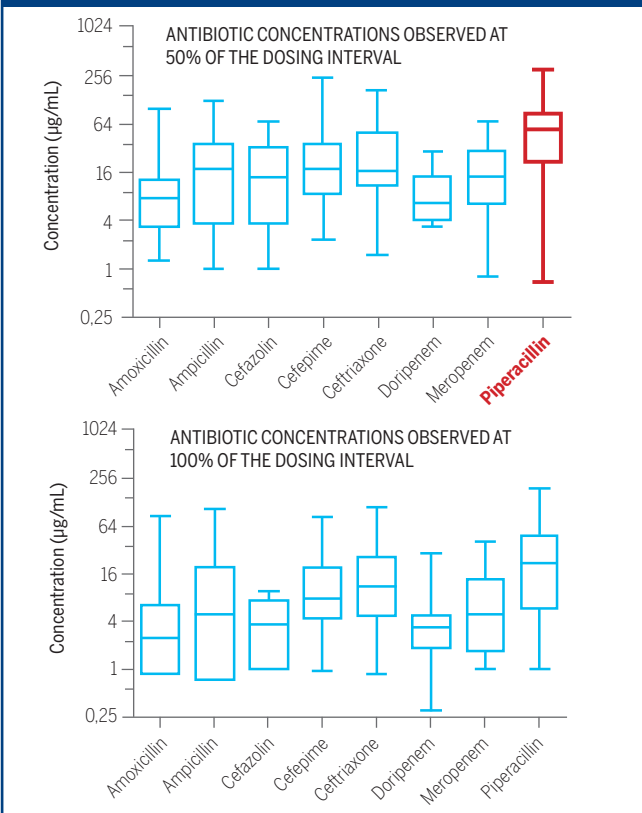 ANTIBIOTIC CONCENTRATIONS OBSERVED AT
50% OF THE DOSING INTERVAL
Concentration (µg/mL)
1024
256
64
16
4
1
0,25
Amoxicillin
Ampicillin
Cefazolin
Cefepime
Ceftriaxone
Doripenem
Meropenem
Piperacillin
ANTIBIOTIC CONCENTRATIONS OBSERVED AT
100% OF THE DOSING INTERVAL
Concentration (µg/mL)
1024
256
64
16
4
1
0,25
Amoxicillin
Ampicillin
Cefazolin
Cefepime
Ceftriaxone
Doripenem
Meropenem
Piperacillin